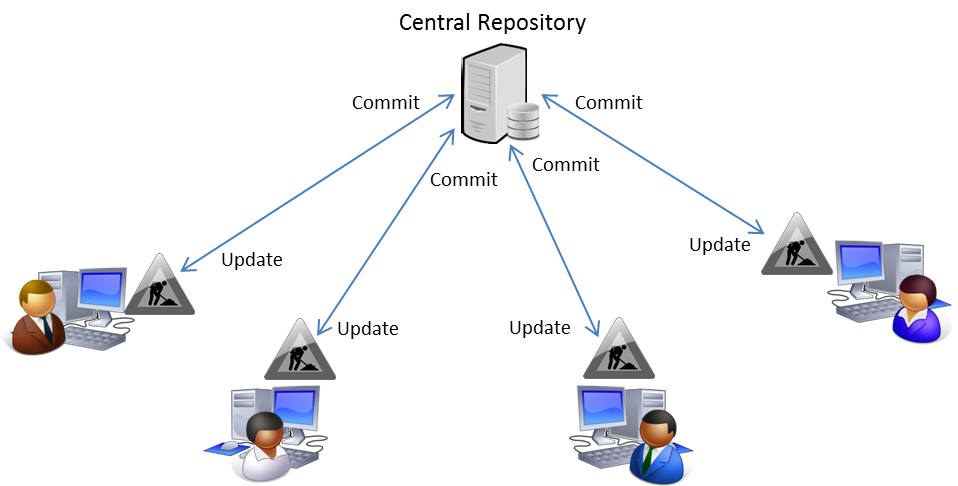 Central Repository
Commit
Commit
Commit
Commit
Update
Update
Update
Update